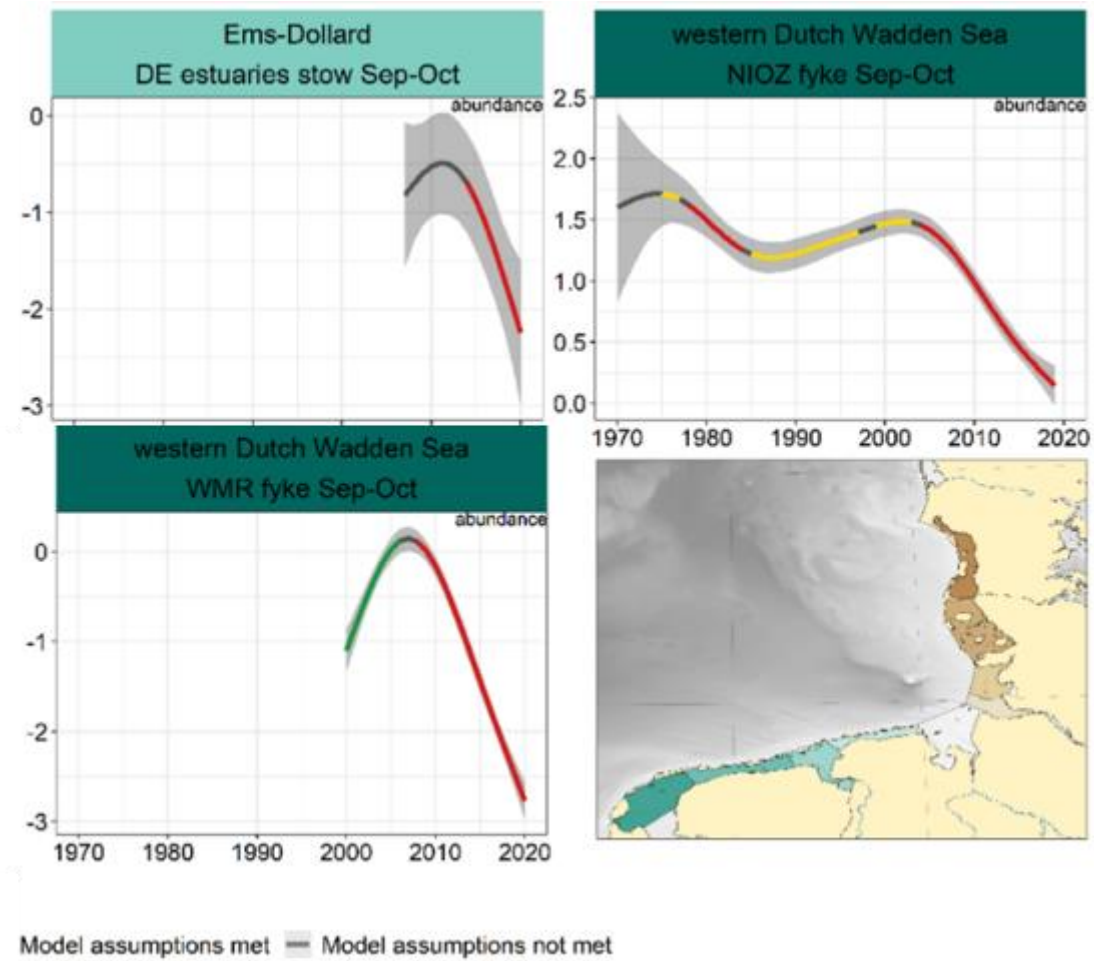 Ems-Dollard
DE estuaries stow Sep-Oct
abundance
0
-1
-2
-3
western Dutch Wadden Sea
NIOZ fyke Sep-Oct
abundance
2.5
2.0
1.5
1.0
0.5
0.0
1970 1980 1990 2000 2010 2020
western Dutch Wadden Sea
WMR fyke Sep-Oct
abundance
0
-1
-2
-3
1970 1980 1990 2000 2010 2020
Model assumptions met Model assumptions not met